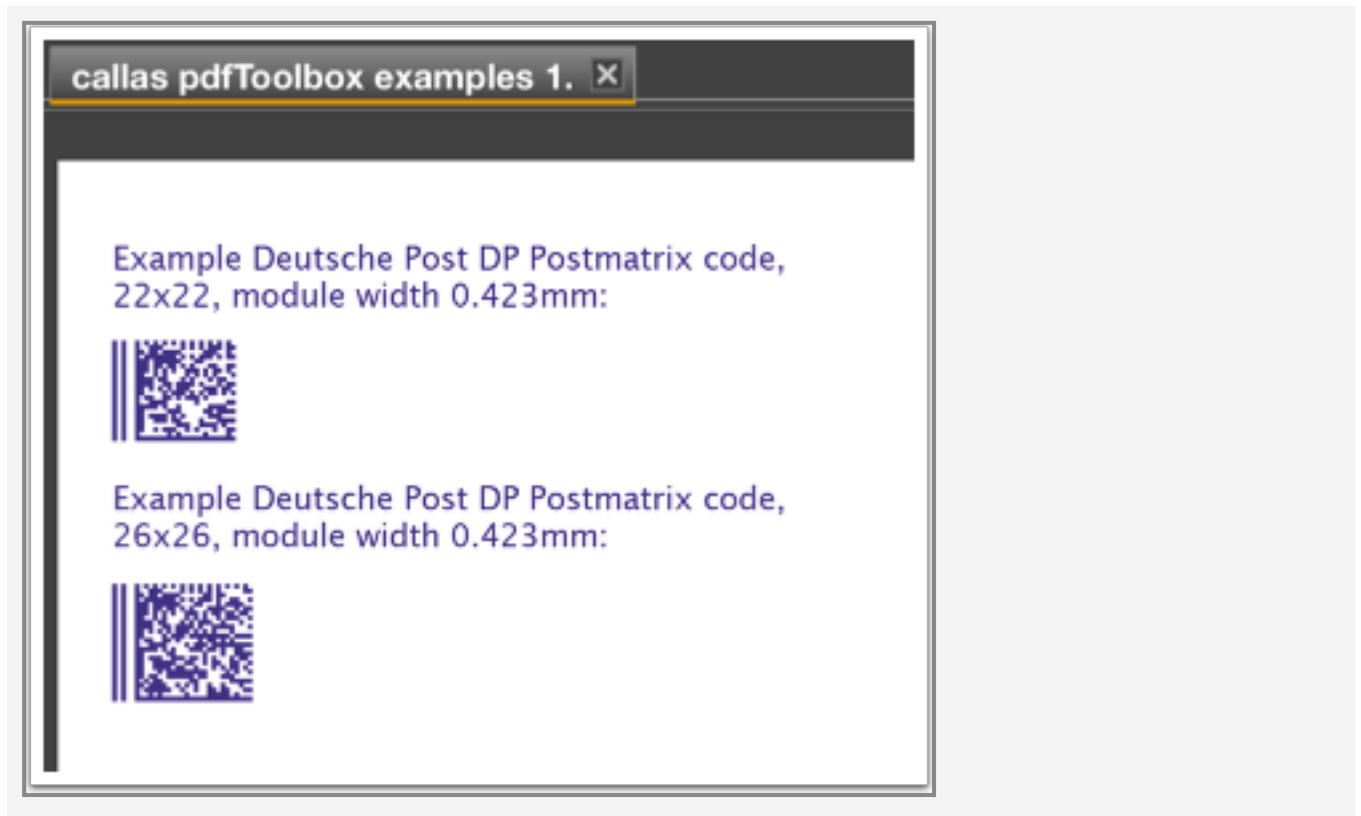 callas pdfToolbox examples 1.
Example Deutsche Post DP Postmatrix code,
22x22, module width 0.423mm:
Example Deutsche Post DP Postmatrix code,
26x26, module width 0.423mm: